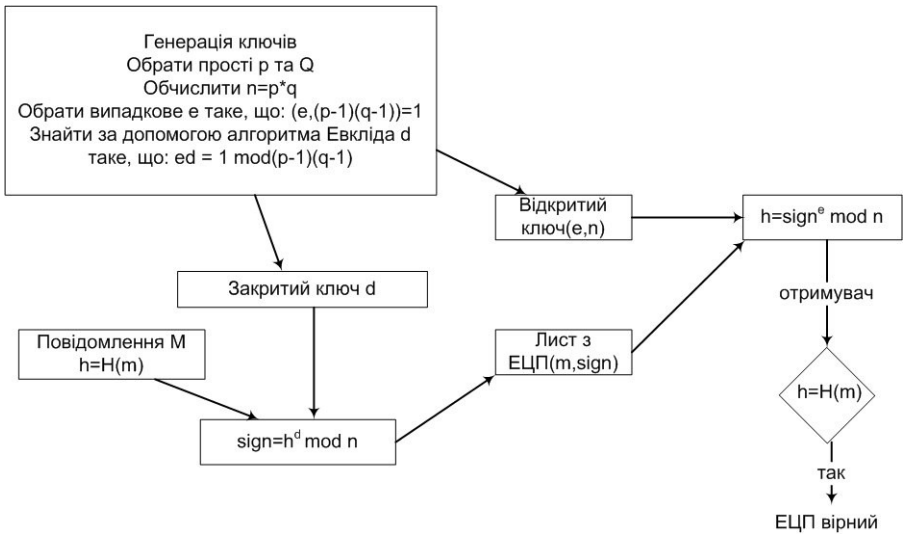 Генерація ключів
Обрати прості p та Q
Обчислити n=p*q
Обрати випадкове е таке, що: (e,(p-1)(q-1))=1
Знайти за допомогою алгоритма Евкліда d
таке, що: ed = 1 mod(p-1)(q-1)
Відкритий
ключ(e,n)
h=sign^e mod n
Закритий ключ d
отримувач
Повідомлення М
h=H(m)
Лист з
ЕЦП(m,sign)
h=H(m)
sign=h^d mod n
так
ЕЦП вірний